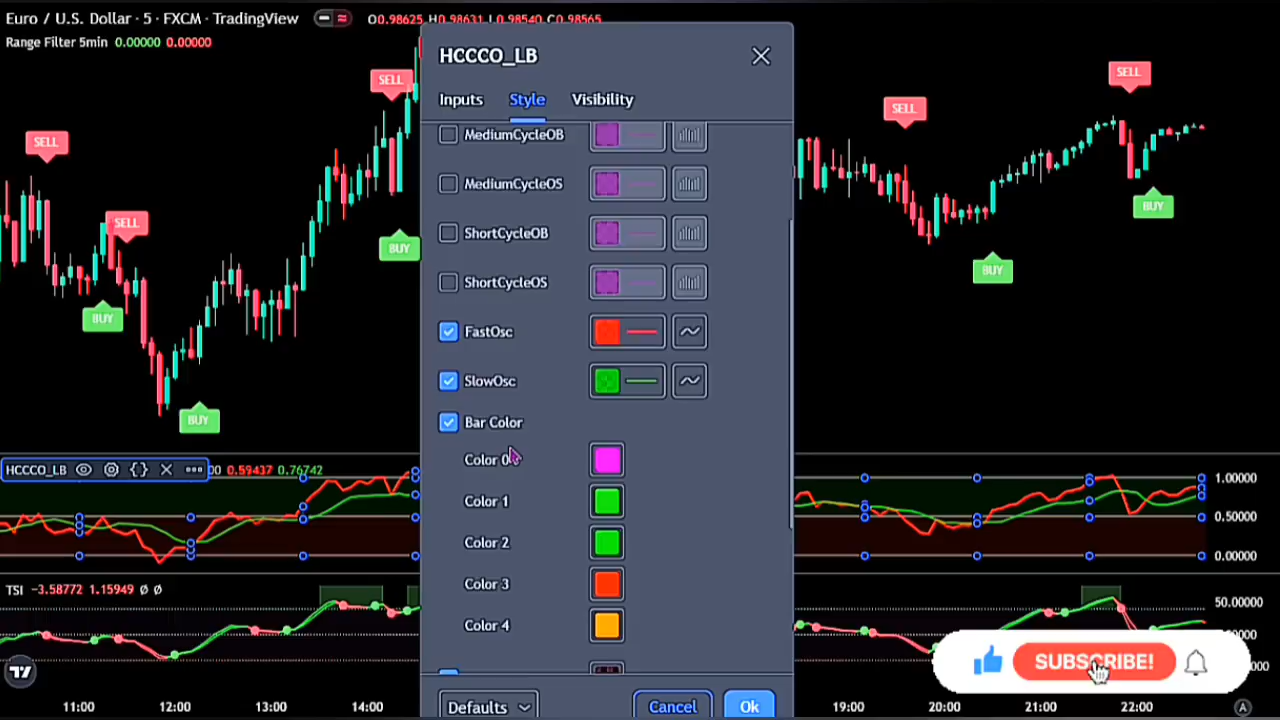 Euro / U.S. Dollar · 5 · FXCM · TradingView
O0.98625 H0.98631 L0.98540 C0.98565
Range Filter 5min 0.00000 0.00000
HCCCO_LB
Inputs Style Visibility
MediumCycleOB
MediumCycleOS
ShortCycleOB
ShortCycleOS
FastOsc
SlowOsc
Bar Color
Color 0
Color 1
Color 2
Color 3
Color 4
Defaults Cancel Ok
SELL
SELL
SELL
BUY
BUY
BUY
SELL
SELL
BUY
BUY
HCCCO_LB 00 0.59437 0.76742
1.00000
0.50000
0.00000
TSI −3.58772 1.15949 Ø Ø
50.00000
SUBSCRIBE!
11:00 12:00 13:00 14:00 19:00 20:00 21:00 22:00
A